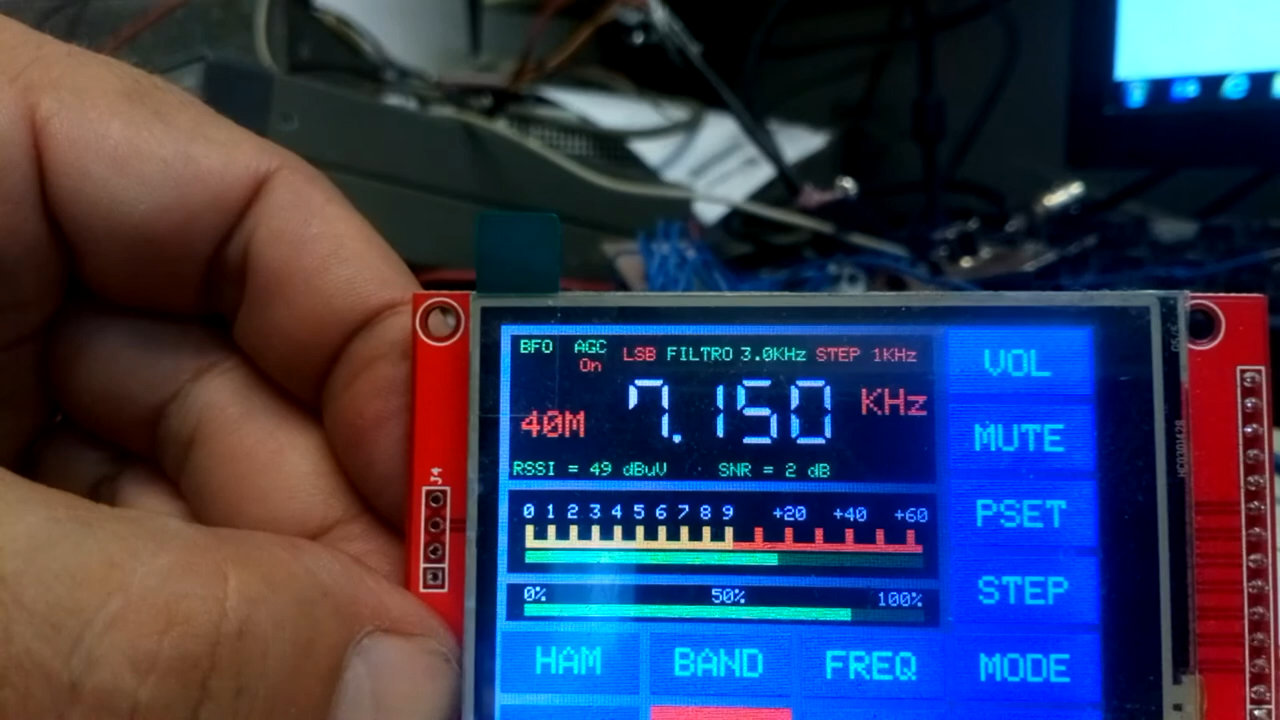 BFO AGC LSB FILTRO 3.0KHz STEP 1KHz
On
40M 7.150 KHz
RSSI = 49 dBuV SNR = 2 dB
0 1 2 3 4 5 6 7 8 9 +20 +40 +60
0% 50% 100%
VOL
MUTE
PSET
STEP
HAM BAND FREQ MODE
J4